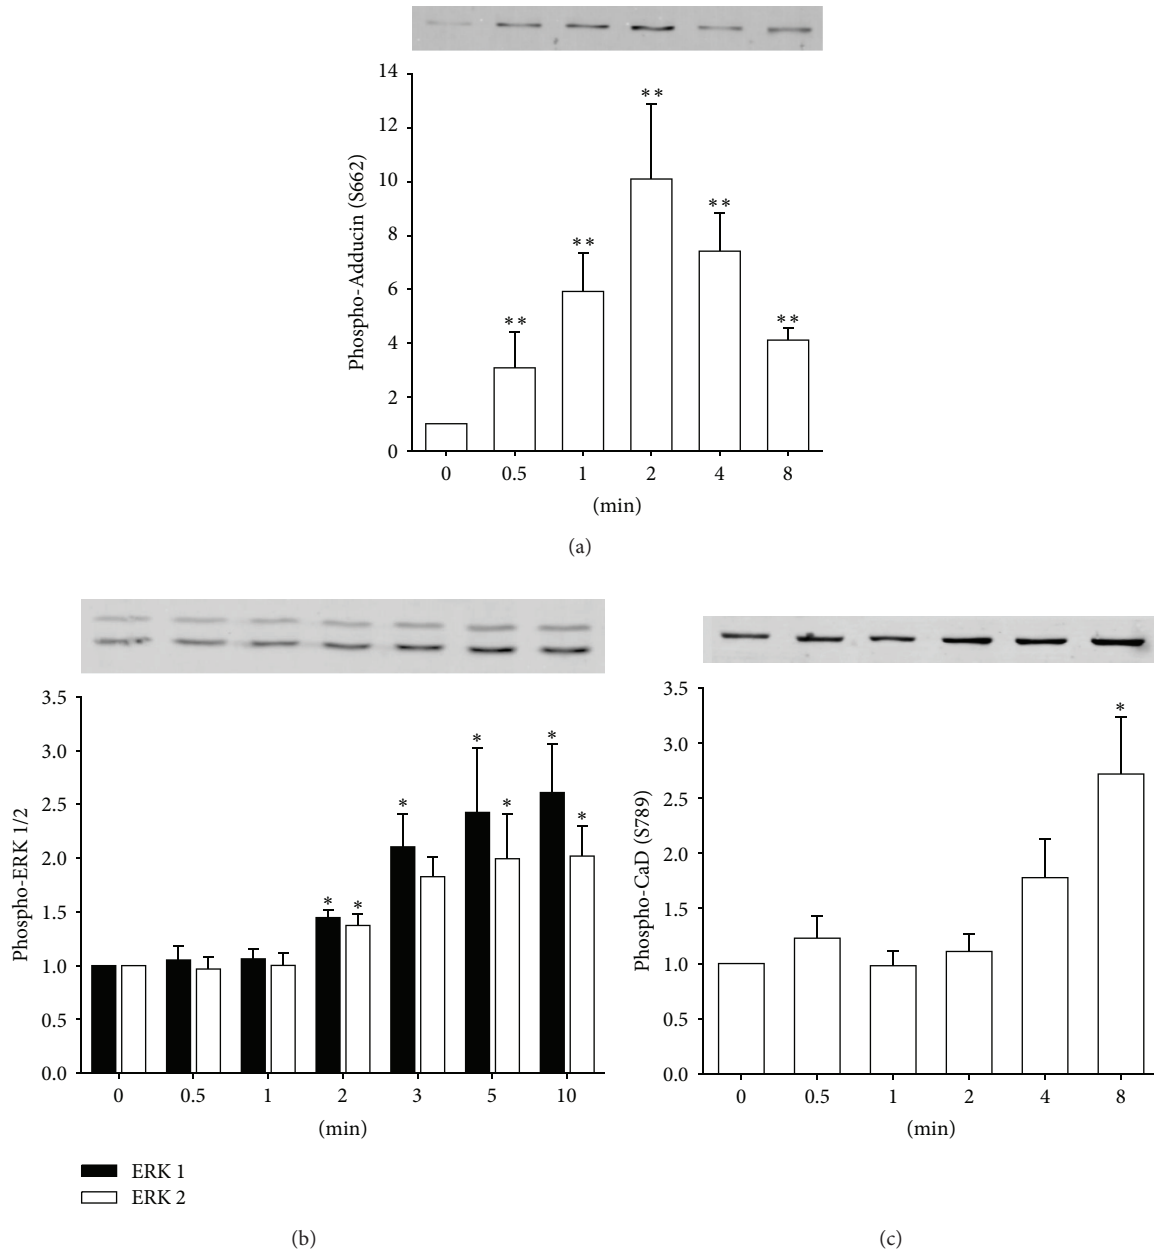 14
12
10
8
6
4
2
0
Phospho-Adducin (S662)
**
**
**
**
**
0 0.5 1 2 4 8
(min)
(a)
3.5
3.0
2.5
2.0
1.5
1.0
0.5
0.0
Phospho-ERK 1/2
* *
*
* *
* *
0 0.5 1 2 3 5 10
(min)
ERK 1
ERK 2
(b)
3.5
3.0
2.5
2.0
1.5
1.0
0.5
0.0
Phospho-CaD (S789)
*
0 0.5 1 2 4 8
(min)
(c)